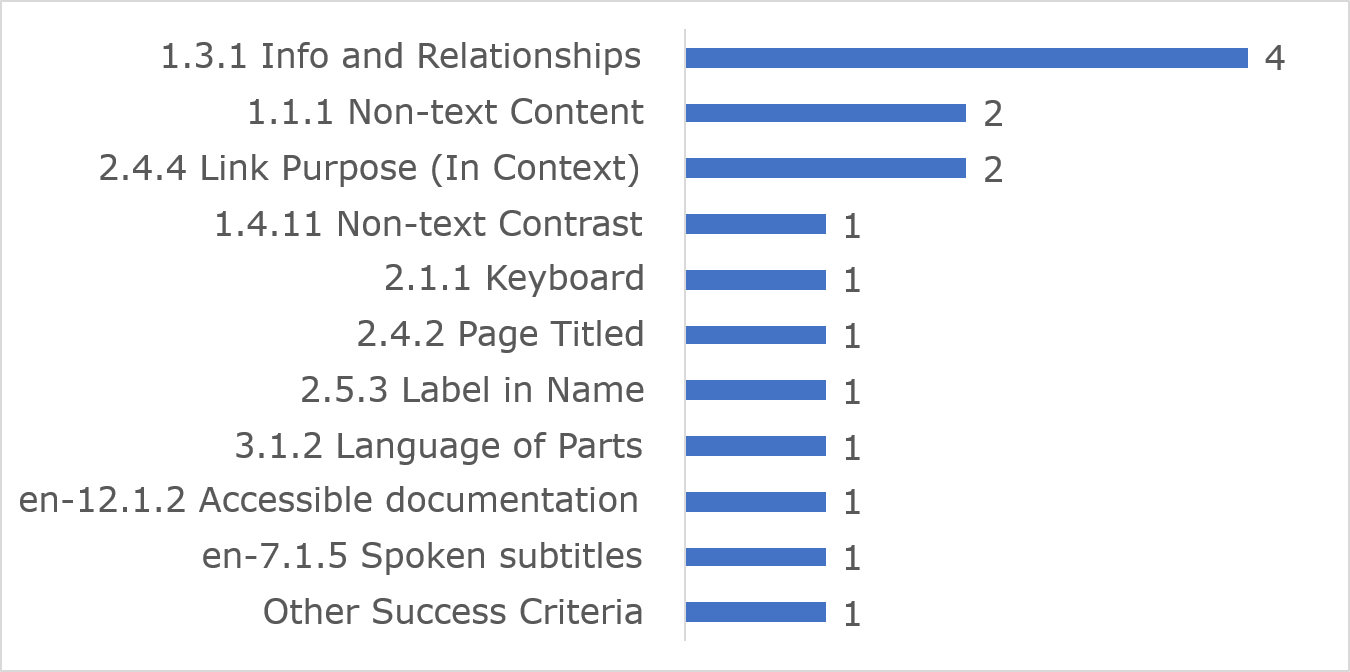 1.3.1 Info and Relationships 4
1.1.1 Non-text Content 2
2.4.4 Link Purpose (In Context) 2
1.4.11 Non-text Contrast 1
2.1.1 Keyboard 1
2.4.2 Page Titled 1
2.5.3 Label in Name 1
3.1.2 Language of Parts 1
en-12.1.2 Accessible documentation 1
en-7.1.5 Spoken subtitles 1
Other Success Criteria 1